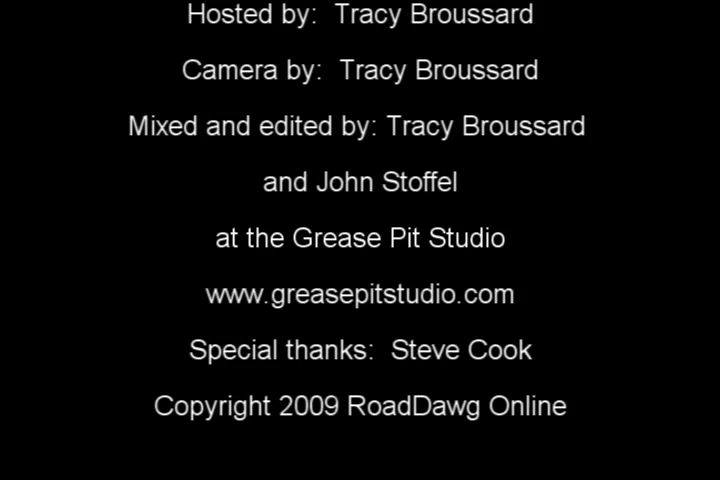 Hosted by:  Tracy Broussard
Camera by:  Tracy Broussard
Mixed and edited by: Tracy Broussard
and John Stoffel
at the Grease Pit Studio
www.greasepitstudio.com
Special thanks:  Steve Cook
Copyright 2009 RoadDawg Online